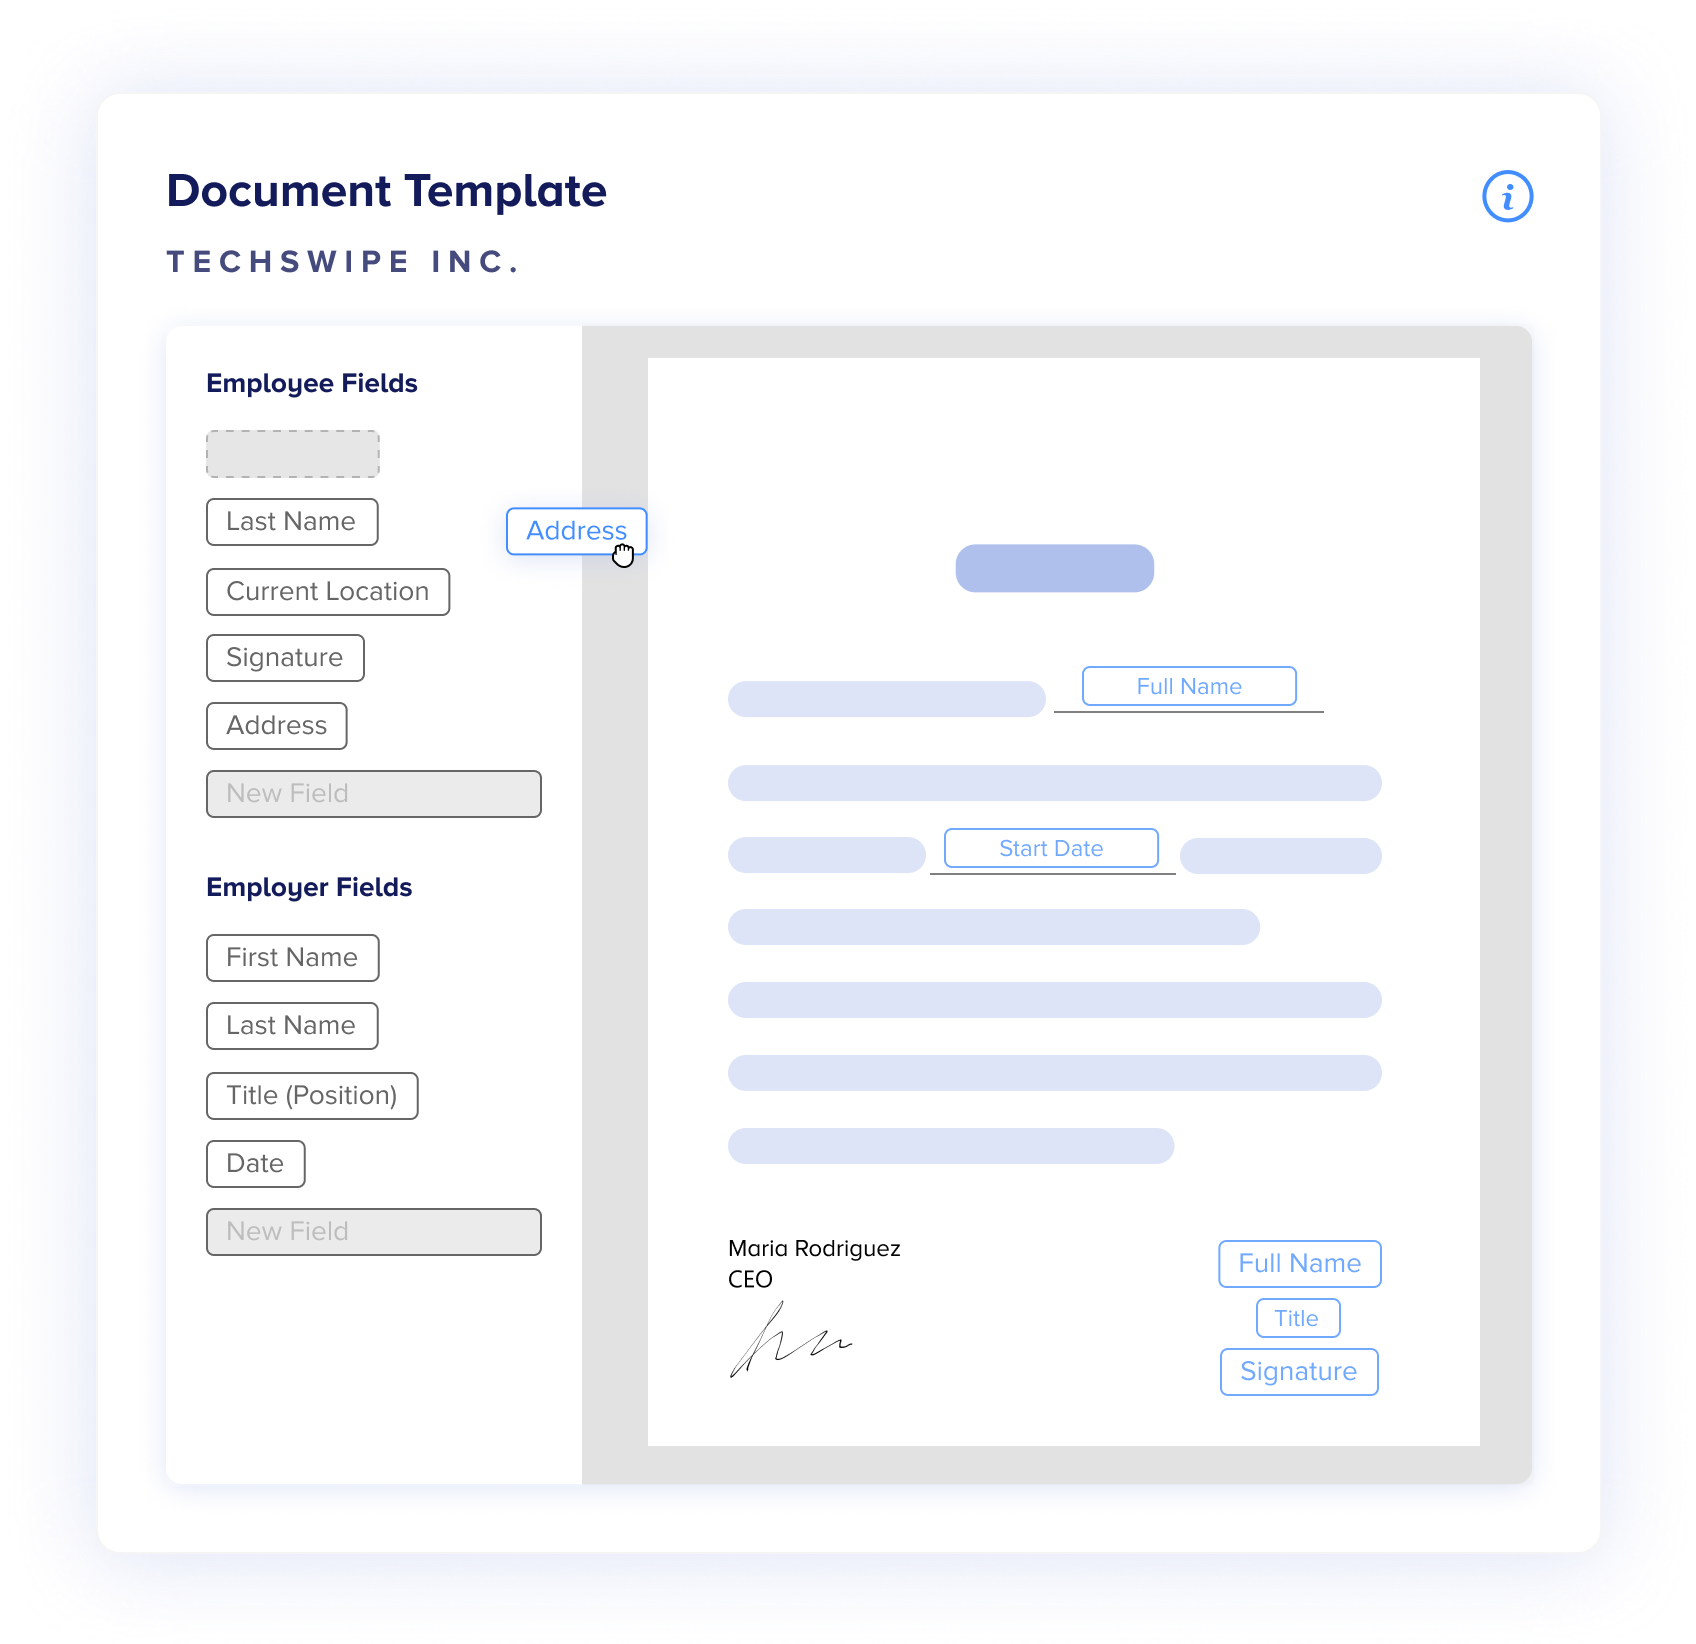 Document Template
TECHSWIPE INC.
Employee Fields
Last Name
Current Location
Signature
Address
New Field
Employer Fields
First Name
Last Name
Title (Position)
Date
New Field
Address
Full Name
Start Date
Maria Rodriguez
CEO
Full Name
Title
Signature